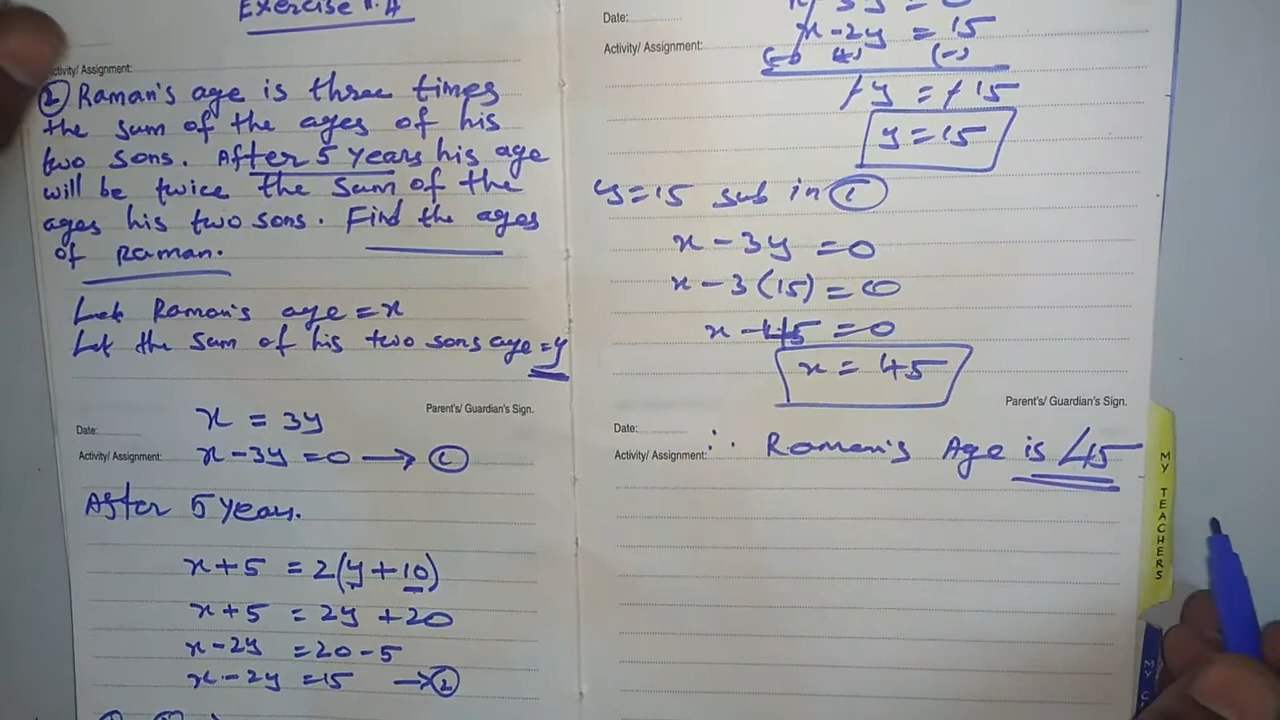 Exercise 1.A
Activity/ Assignment:
② Raman's age is three times
the sum of the ages of his
two sons. After 5 years his age
will be twice the sum of the
ages his two sons. Find the ages
of Raman.
Let Raman's age = x
Let the sum of his two sons age = y
Parent's/ Guardian's Sign.
x = 3y
Date:
Activity/ Assignment:
x - 3y = 0 → ①
After 5 years.
x + 5 = 2(y + 10)
x + 5 = 2y + 20
x - 2y = 20 - 5
x - 2y = 15 → ②
Date:
x - 2y = 15
Activity/ Assignment:
(-) (+) (-)
+y = +15
y = 15
y = 15 sub in ①
x - 3y = 0
x - 3(15) = 0
x - 45 = 0
x = 45
Parent's/ Guardian's Sign.
Date:
Activity/ Assignment:
∴ Raman's Age is 45
MY TEACHERS